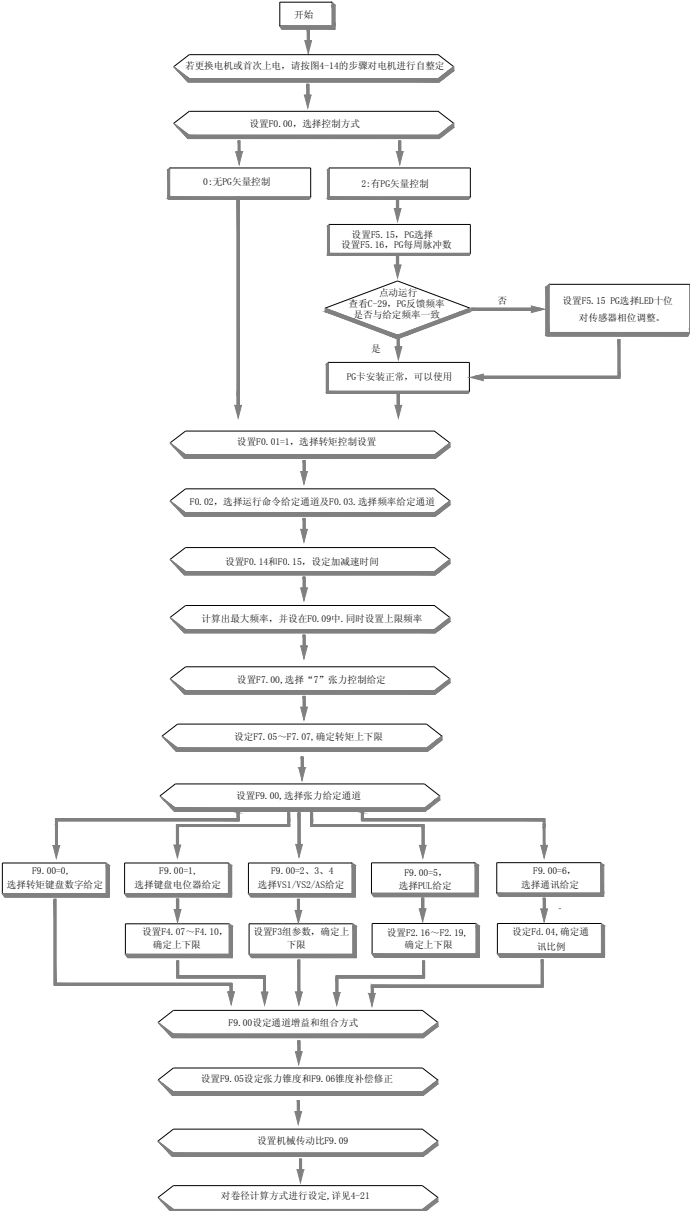 开始
若更换电机或首次上电，请按图4-14的步骤对电机进行自整定
设置F0.00，选择控制方式
0:无PG矢量控制
2:有PG矢量控制
设置F5.15，PG选择
设置F5.16，PG每周脉冲数
点动运行
查看C-29，PG反馈频率
是否与给定频率一致
否
设置F5.15 PG选择LED十位
对传感器相位调整。
是
PG卡安装正常，可以使用
设置F0.01=1，选择转矩控制设置
F0.02，选择运行命令给定通道及F0.03.选择频率给定通道
设置F0.14和F0.15，设定加减速时间
计算出最大频率，并设在F0.09中.同时设置上限频率
设置F7.00,选择“7”张力控制给定
设定F7.05～F7.07,确定转矩上下限
设置F9.00,选择张力给定通道
F9.00=0,
选择转矩键盘数字给定
F9.00=1,
选择键盘电位器给定
F9.00=2、3、4
选择VS1/VS2/AS给定
F9.00=5,
选择PUL给定
F9.00=6,
选择通讯给定
设置F4.07～F4.10,
确定上下限
设置F3组参数，确定上
下限
设置F2.16～F2.19,
确定上下限
设定Fd.04,确定通
讯比例
F9.00设定通道增益和组合方式
设置F9.05设定张力锥度和F9.06锥度补偿修正
设置机械传动比F9.09
对卷径计算方式进行设定,详见4-21